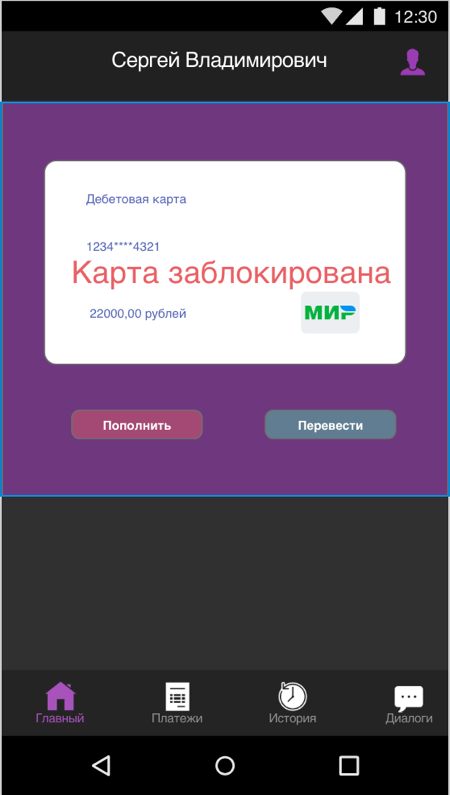 12:30
Сергей Владимирович
Дебетовая карта
1234****4321
Карта заблокирована
22000,00 рублей
МИР
Пополнить
Перевести
Главный
Платежи
История
Диалоги